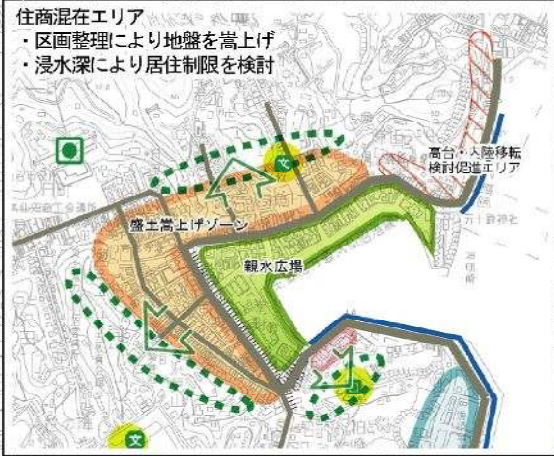 住商混在エリア
・区画整理により地盤を嵩上げ
・浸水深により居住制限を検討
文
高台・内陸移転
検討促進エリア
盛土嵩上げゾーン
親水広場
文